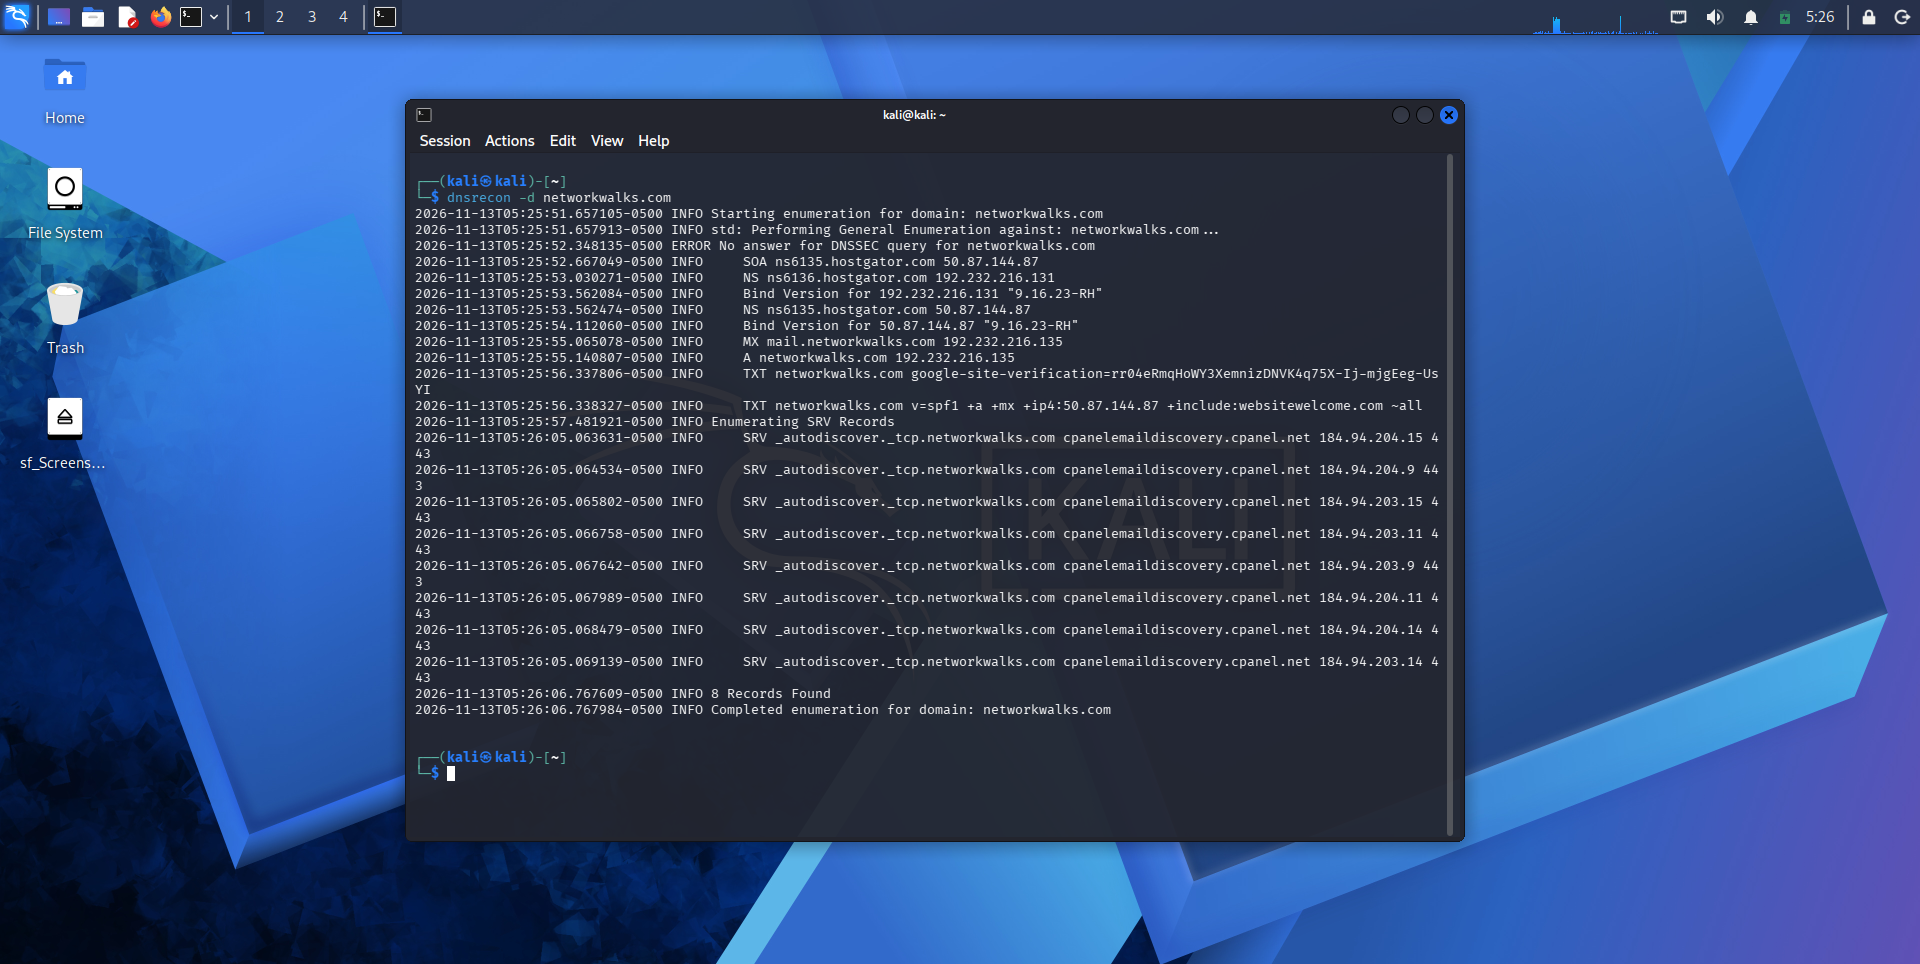 1 2 3 4
5:26
Home
File System
Trash
sf_Screens...
kali@kali: ~
Session Actions Edit View Help
┌──(kali㉿kali)-[~]
└─$ dnsrecon -d networkwalks.com
2026-11-13T05:25:51.657105-0500 INFO Starting enumeration for domain: networkwalks.com
2026-11-13T05:25:51.657913-0500 INFO std: Performing General Enumeration against: networkwalks.com...
2026-11-13T05:25:52.348135-0500 ERROR No answer for DNSSEC query for networkwalks.com
2026-11-13T05:25:52.667049-0500 INFO     SOA ns6135.hostgator.com 50.87.144.87
2026-11-13T05:25:53.030271-0500 INFO     NS ns6136.hostgator.com 192.232.216.131
2026-11-13T05:25:53.562084-0500 INFO     Bind Version for 192.232.216.131 "9.16.23-RH"
2026-11-13T05:25:53.562474-0500 INFO     NS ns6135.hostgator.com 50.87.144.87
2026-11-13T05:25:54.112060-0500 INFO     Bind Version for 50.87.144.87 "9.16.23-RH"
2026-11-13T05:25:55.065078-0500 INFO     MX mail.networkwalks.com 192.232.216.135
2026-11-13T05:25:55.140807-0500 INFO     A networkwalks.com 192.232.216.135
2026-11-13T05:25:56.337806-0500 INFO     TXT networkwalks.com google-site-verification=rr04eRmqHoWY3XemnizDNVK4q75X-Ij-mjgEeg-Us
YI
2026-11-13T05:25:56.338327-0500 INFO     TXT networkwalks.com v=spf1 +a +mx +ip4:50.87.144.87 +include:websitewelcome.com ~all
2026-11-13T05:25:57.481921-0500 INFO Enumerating SRV Records
2026-11-13T05:26:05.063631-0500 INFO     SRV _autodiscover._tcp.networkwalks.com cpanelemaildiscovery.cpanel.net 184.94.204.15 4
43
2026-11-13T05:26:05.064534-0500 INFO     SRV _autodiscover._tcp.networkwalks.com cpanelemaildiscovery.cpanel.net 184.94.204.9 44
3
2026-11-13T05:26:05.065802-0500 INFO     SRV _autodiscover._tcp.networkwalks.com cpanelemaildiscovery.cpanel.net 184.94.203.15 4
43
2026-11-13T05:26:05.066758-0500 INFO     SRV _autodiscover._tcp.networkwalks.com cpanelemaildiscovery.cpanel.net 184.94.203.11 4
43
2026-11-13T05:26:05.067642-0500 INFO     SRV _autodiscover._tcp.networkwalks.com cpanelemaildiscovery.cpanel.net 184.94.203.9 44
3
2026-11-13T05:26:05.067989-0500 INFO     SRV _autodiscover._tcp.networkwalks.com cpanelemaildiscovery.cpanel.net 184.94.204.11 4
43
2026-11-13T05:26:05.068479-0500 INFO     SRV _autodiscover._tcp.networkwalks.com cpanelemaildiscovery.cpanel.net 184.94.204.14 4
43
2026-11-13T05:26:05.069139-0500 INFO     SRV _autodiscover._tcp.networkwalks.com cpanelemaildiscovery.cpanel.net 184.94.203.14 4
43
2026-11-13T05:26:06.767609-0500 INFO 8 Records Found
2026-11-13T05:26:06.767984-0500 INFO Completed enumeration for domain: networkwalks.com
┌──(kali㉿kali)-[~]
└─$
KALI